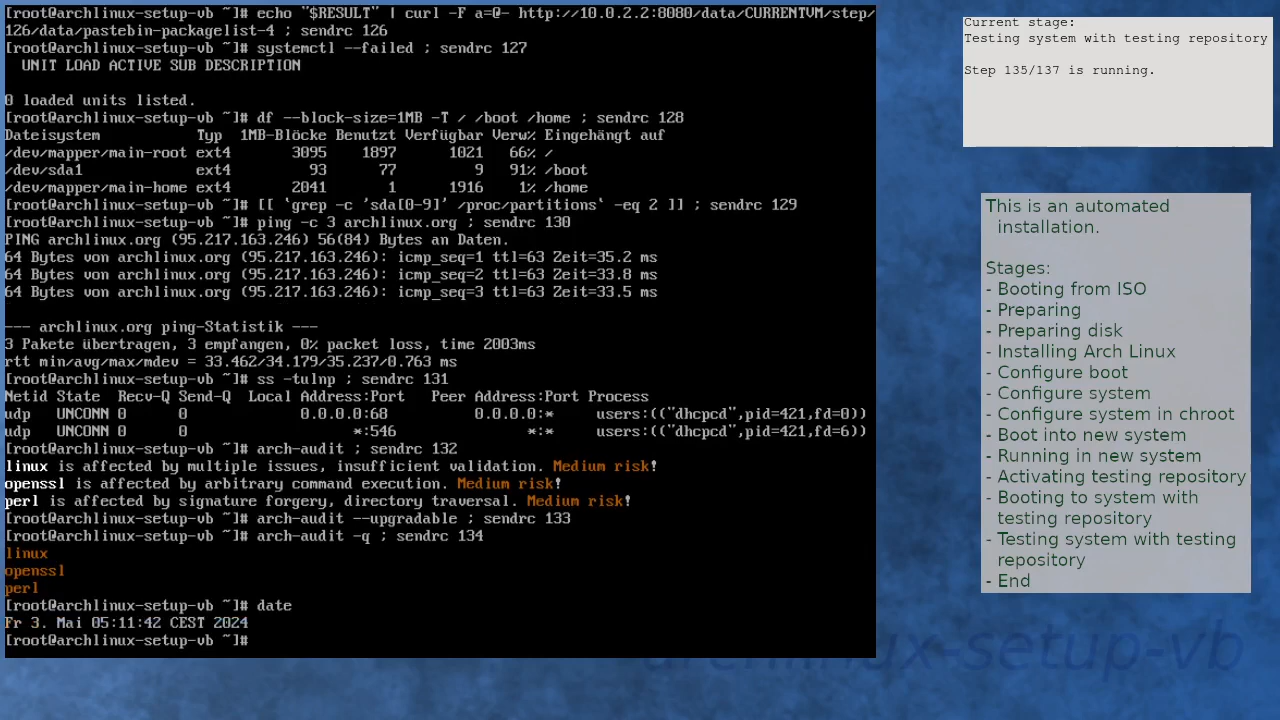 [root@archlinux-setup-vb ~]# echo "$RESULT" | curl -F a=@- http://10.0.2.2:8080/data/CURRENTVM/step/
126/data/pastebin-packagelist-4 ; sendrc 126
[root@archlinux-setup-vb ~]# systemctl --failed ; sendrc 127
  UNIT LOAD ACTIVE SUB DESCRIPTION
0 loaded units listed.
[root@archlinux-setup-vb ~]# df --block-size=1MB -T / /boot /home ; sendrc 128
Dateisystem           Typ  1MB-Blöcke Benutzt Verfügbar Verw% Eingehängt auf
/dev/mapper/main-root ext4       3095    1897      1021   66% /
/dev/sda1             ext4         93      77         9   91% /boot
/dev/mapper/main-home ext4       2041       1      1916    1% /home
[root@archlinux-setup-vb ~]# [[ `grep -c 'sda[0-9]' /proc/partitions` -eq 2 ]] ; sendrc 129
[root@archlinux-setup-vb ~]# ping -c 3 archlinux.org ; sendrc 130
PING archlinux.org (95.217.163.246) 56(84) Bytes an Daten.
64 Bytes von archlinux.org (95.217.163.246): icmp_seq=1 ttl=63 Zeit=35.2 ms
64 Bytes von archlinux.org (95.217.163.246): icmp_seq=2 ttl=63 Zeit=33.8 ms
64 Bytes von archlinux.org (95.217.163.246): icmp_seq=3 ttl=63 Zeit=33.5 ms
--- archlinux.org ping-Statistik ---
3 Pakete übertragen, 3 empfangen, 0% packet loss, time 2003ms
rtt min/avg/max/mdev = 33.462/34.179/35.237/0.763 ms
[root@archlinux-setup-vb ~]# ss -tulnp ; sendrc 131
Netid State  Recv-Q Send-Q  Local Address:Port   Peer Address:Port Process
udp   UNCONN 0      0             0.0.0.0:68          0.0.0.0:*     users:(("dhcpcd",pid=421,fd=0))
udp   UNCONN 0      0                   *:546               *:*     users:(("dhcpcd",pid=421,fd=6))
[root@archlinux-setup-vb ~]# arch-audit ; sendrc 132
linux is affected by multiple issues, insufficient validation. Medium risk!
openssl is affected by arbitrary command execution. Medium risk!
perl is affected by signature forgery, directory traversal. Medium risk!
[root@archlinux-setup-vb ~]# arch-audit --upgradable ; sendrc 133
[root@archlinux-setup-vb ~]# arch-audit -q ; sendrc 134
linux
openssl
perl
[root@archlinux-setup-vb ~]# date
Fr 3. Mai 05:11:42 CEST 2024
[root@archlinux-setup-vb ~]#
Current stage:
Testing system with testing repository
Step 135/137 is running.
This is an automated
installation.
Stages:
- Booting from ISO
- Preparing
- Preparing disk
- Installing Arch Linux
- Configure boot
- Configure system
- Configure system in chroot
- Boot into new system
- Running in new system
- Activating testing repository
- Booting to system with
testing repository
- Testing system with testing
repository
- End
archlinux-setup-vb